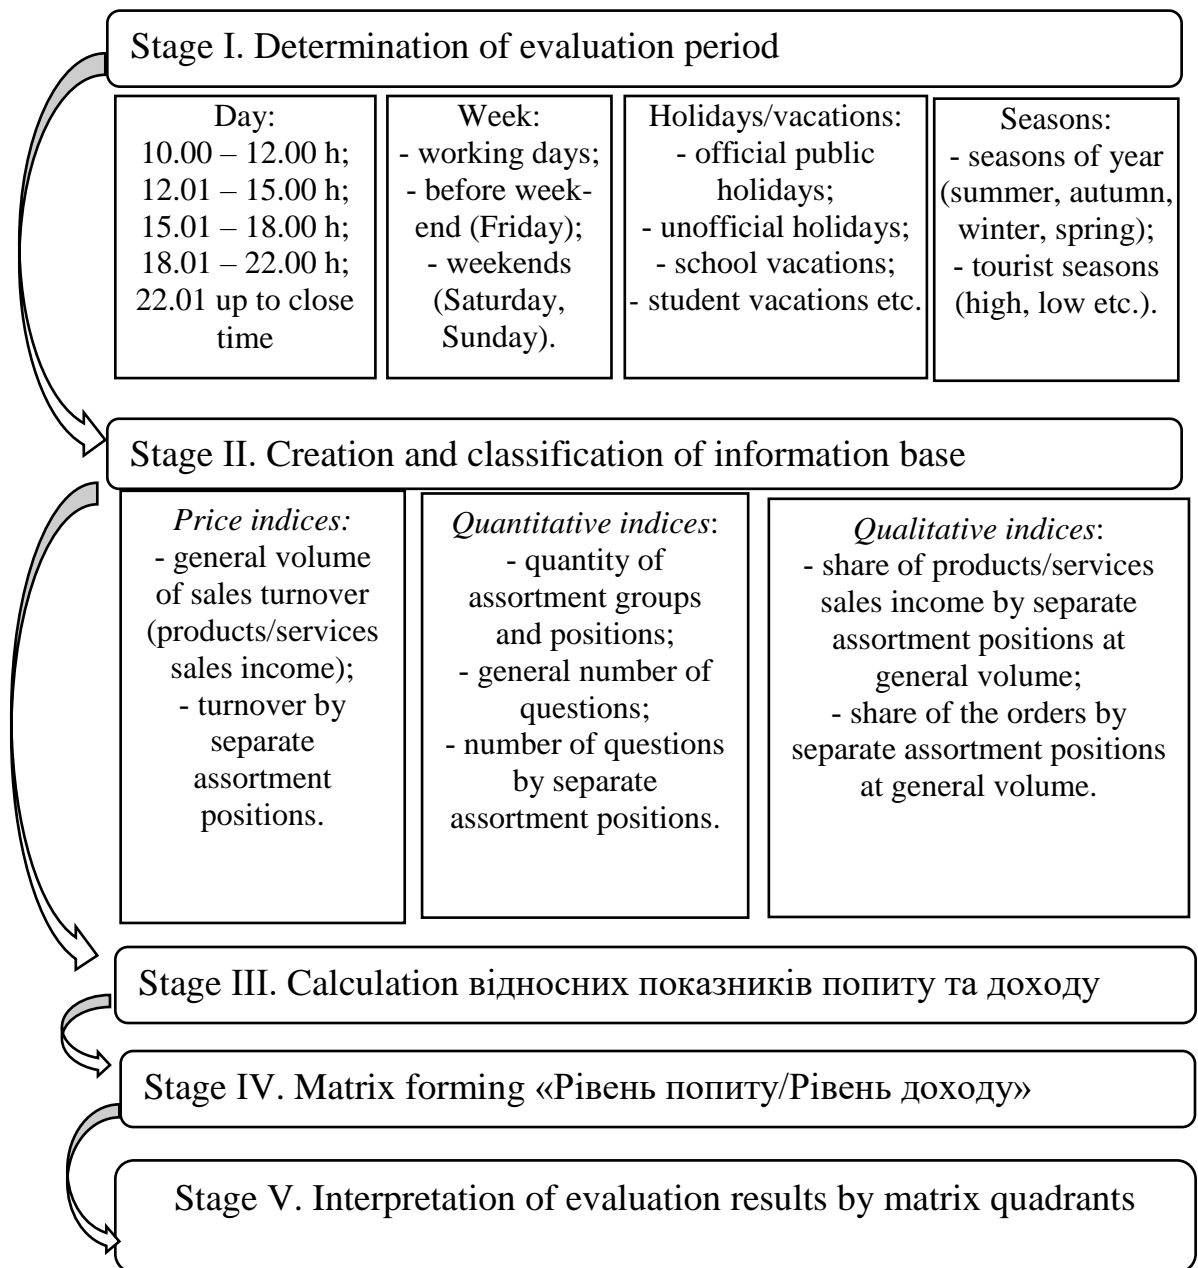 Stage I. Determination of evaluation period
Day:
10.00 – 12.00 h;
12.01 – 15.00 h;
15.01 – 18.00 h;
18.01 – 22.00 h;
22.01 up to close
time
Week:
- working days;
- before week-
end (Friday);
- weekends
(Saturday,
Sunday).
Holidays/vacations:
- official public
holidays;
- unofficial holidays;
- school vacations;
- student vacations etc.
Seasons:
- seasons of year
(summer, autumn,
winter, spring);
- tourist seasons
(high, low etc.).
Stage II. Creation and classification of information base
Price indices:
- general volume
of sales turnover
(products/services
sales income);
- turnover by
separate
assortment
positions.
Quantitative indices:
- quantity of
assortment groups
and positions;
- general number of
questions;
- number of questions
by separate
assortment positions.
Qualitative indices:
- share of products/services
sales income by separate
assortment positions at
general volume;
- share of the orders by
separate assortment positions
at general volume.
Stage III. Calculation відносних показників попиту та доходу
Stage IV. Matrix forming «Рівень попиту/Рівень доходу»
Stage V. Interpretation of evaluation results by matrix quadrants